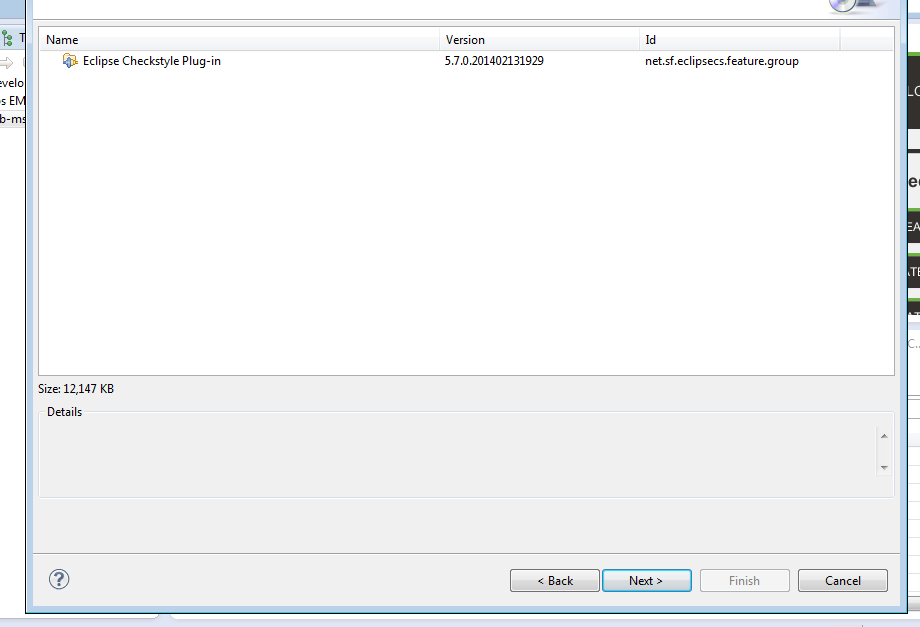 Name Version Id
Eclipse Checkstyle Plug-in 5.7.0.201402131929 net.sf.eclipsecs.feature.group
b-ms
Size: 12,147 KB
Details
? < Back Next > Finish Cancel